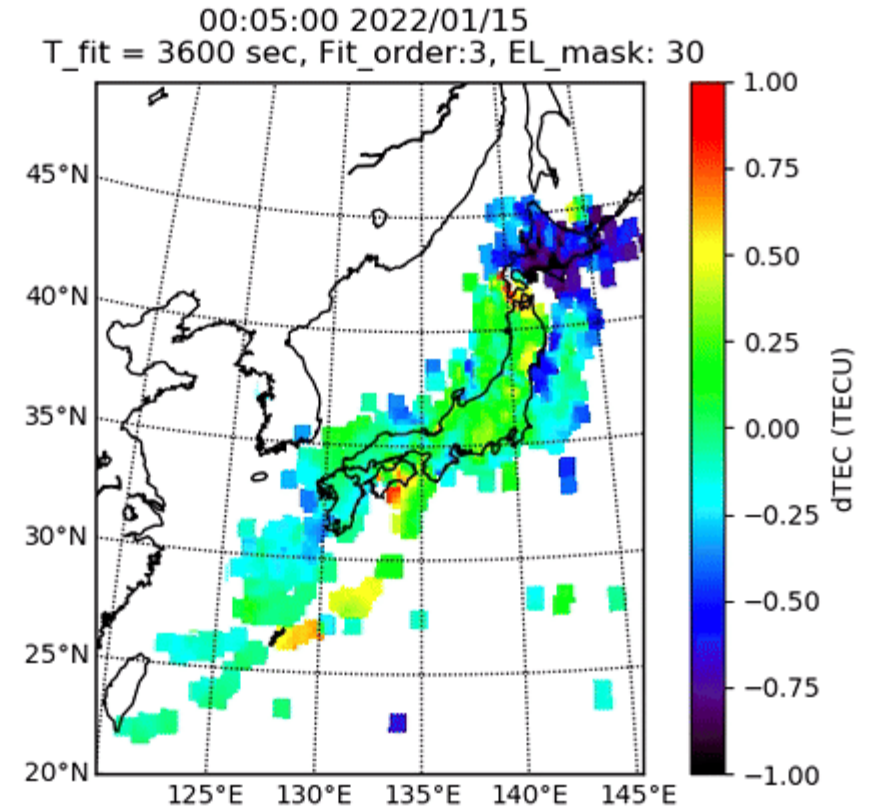 00:05:00 2022/01/15
T_fit = 3600 sec, Fit_order:3, EL_mask: 30
45°N
40°N
35°N
30°N
25°N
20°N
125°E 130°E 135°E 140°E 145°E
1.00
0.75
0.50
0.25
0.00
−0.25
−0.50
−0.75
−1.00
dTEC (TECU)